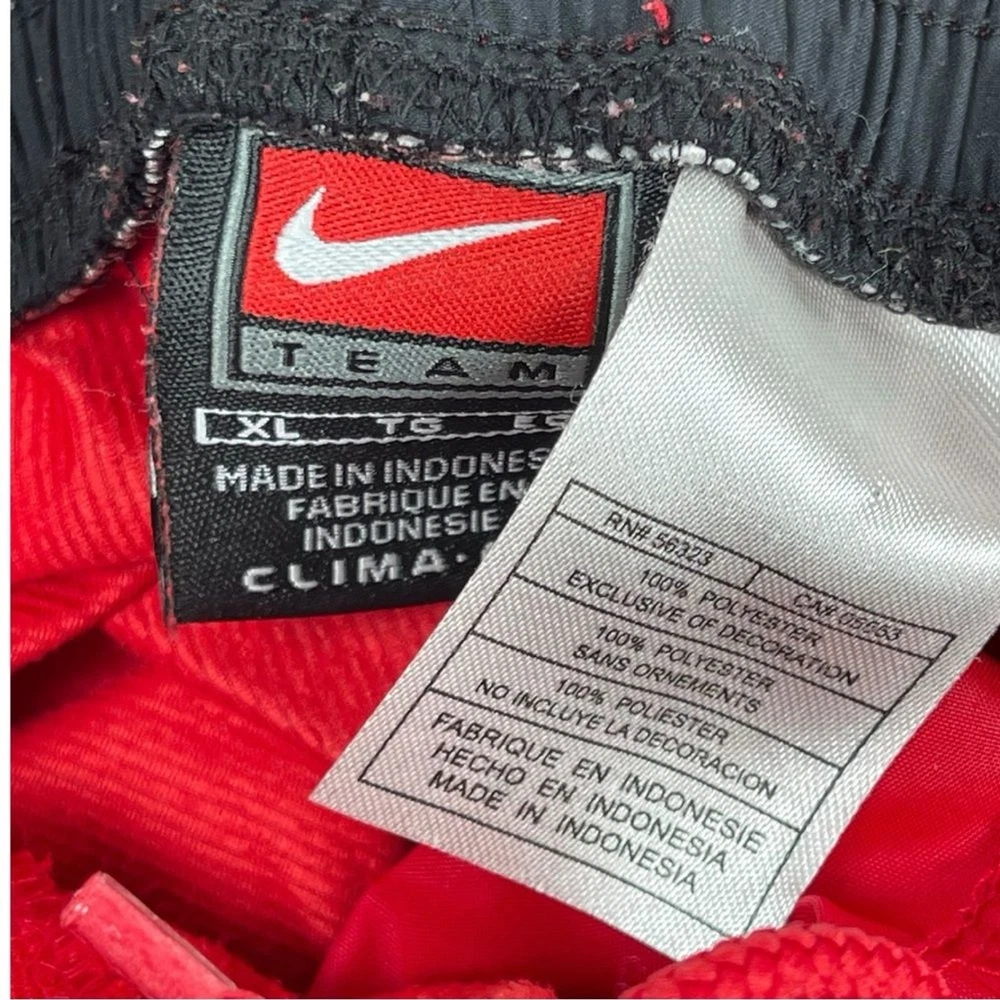 TEAM
XL TG ES
MADE IN INDONES
FABRIQUE EN
INDONESIE
CLIMA·
RN# 56323 CA# 05553
100% POLYESTER
EXCLUSIVE OF DECORATION
100% POLYESTER
SANS ORNEMENTS
100% POLIESTER
NO INCLUYE LA DECORACION
FABRIQUE EN INDONESIE
HECHO EN INDONESIA
MADE IN INDONESIA